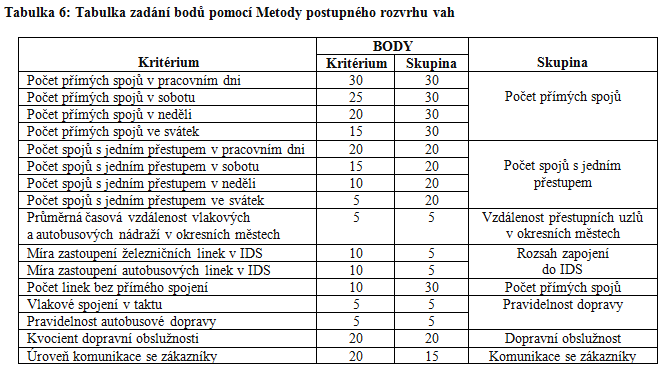 Tabulka 6: Tabulka zadání bodů pomocí Metody postupného rozvrhu vah
Kritérium BODY Skupina
Kritérium Skupina
Počet přímých spojů v pracovním dni 30 30 Počet přímých spojů
Počet přímých spojů v sobotu 25 30
Počet přímých spojů v neděli 20 30
Počet přímých spojů ve svátek 15 30
Počet spojů s jedním přestupem v pracovním dni 20 20 Počet spojů s jedním
Počet spojů s jedním přestupem v sobotu 15 20 přestupem
Počet spojů s jedním přestupem v neděli 10 20
Počet spojů s jedním přestupem ve svátek 5 20
Průměrná časová vzdálenost vlakových 5 5 Vzdálenost přestupních uzlů
a autobusových nádraží v okresních městech v okresních městech
Míra zastoupení železničních linek v IDS 10 5 Rozsah zapojení
Míra zastoupení autobusových linek v IDS 10 5 do IDS
Počet linek bez přímého spojení 10 30 Počet přímých spojů
Vlakové spojení v taktu 5 5 Pravidelnost dopravy
Pravidelnost autobusové dopravy 5 5
Kvocient dopravní obslužnosti 20 20 Dopravní obslužnost
Úroveň komunikace se zákazníky 20 15 Komunikace se zákazníky